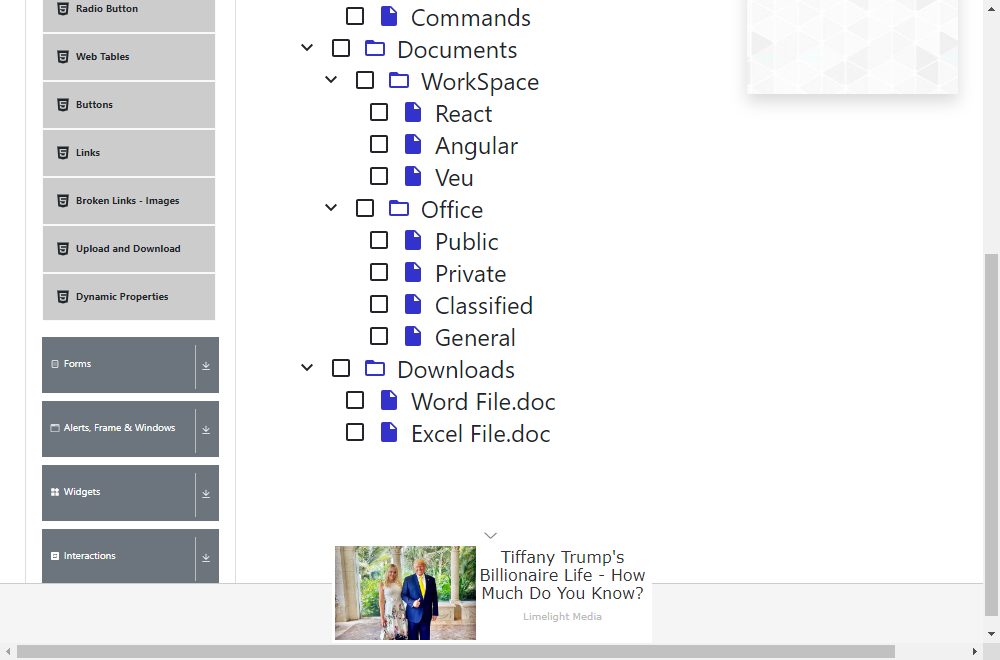 Radio Button
Web Tables
Buttons
Links
Broken Links - Images
Upload and Download
Dynamic Properties
Forms
Alerts, Frame & Windows
Widgets
Interactions
Commands
Documents
WorkSpace
React
Angular
Veu
Office
Public
Private
Classified
General
Downloads
Word File.doc
Excel File.doc
Tiffany Trump's
Billionaire Life - How
Much Do You Know?
Limelight Media